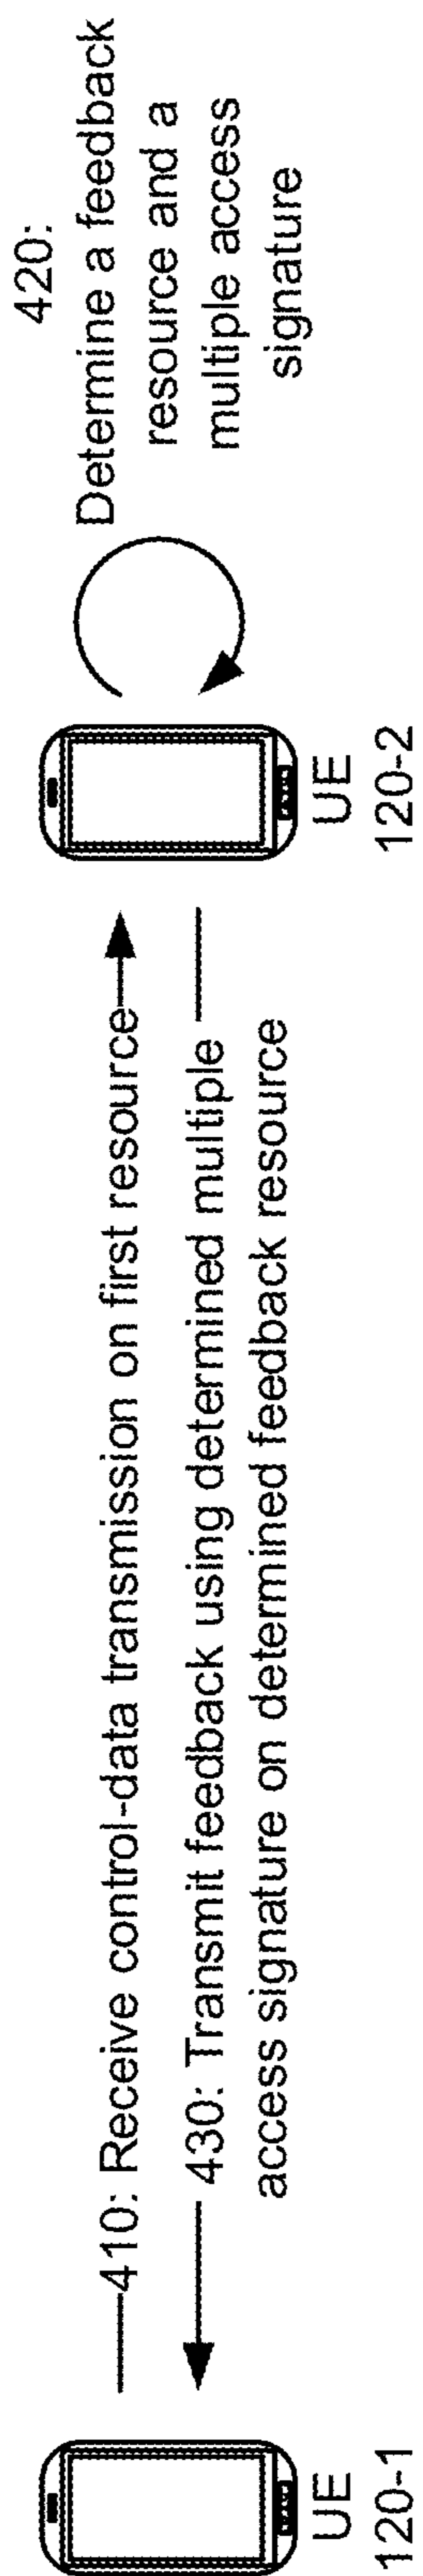 410: Receive control-data transmission on first resource
430: Transmit feedback using determined multiple
access signature on determined feedback resource
UE
120-1
UE
120-2
420:
Determine a feedback
resource and a
multiple access
signature